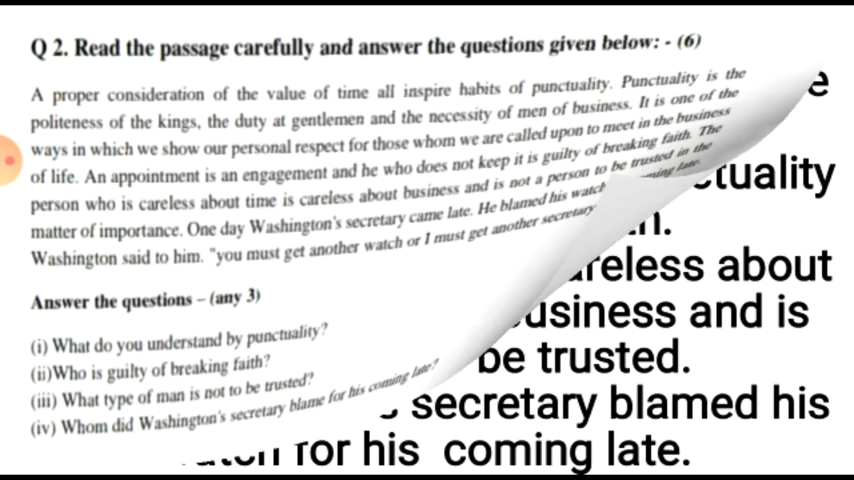 Q 2. Read the passage carefully and answer the questions given below: - (6)
A proper consideration of the value of time all inspire habits of punctuality. Punctuality is the
politeness of the kings, the duty at gentlemen and the necessity of men of business. It is one of the
ways in which we show our personal respect for those whom we are called upon to meet in the business
of life. An appointment is an engagement and he who does not keep it is guilty of breaking faith. The
person who is careless about time is careless about business and is not a person to be trusted in the
matter of importance. One day Washington's secretary came late. He blamed his watch coming late.
Washington said to him. "you must get another watch or I must get another secretary
Answer the questions – (any 3)
(i) What do you understand by punctuality?
(ii)Who is guilty of breaking faith?
(iii) What type of man is not to be trusted?
(iv) Whom did Washington's secretary blame for his coming late?
about
and is
be trusted.
secretary blamed his
for his coming late.